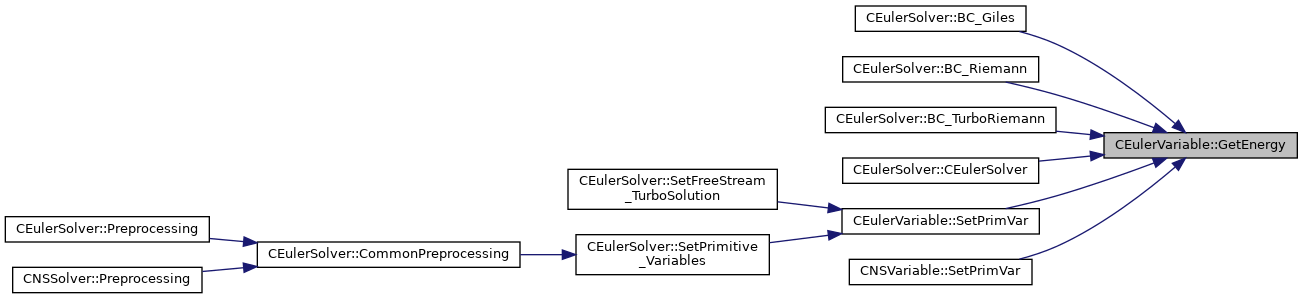 CEulerSolver::BC_Giles
CEulerSolver::BC_Riemann
CEulerSolver::BC_TurboRiemann
CEulerVariable::GetEnergy
CEulerSolver::CEulerSolver
CEulerSolver::SetFreeStream
_TurboSolution
CEulerVariable::SetPrimVar
CEulerSolver::Preprocessing
CEulerSolver::CommonPreprocessing
CEulerSolver::SetPrimitive
_Variables
CNSSolver::Preprocessing
CNSVariable::SetPrimVar